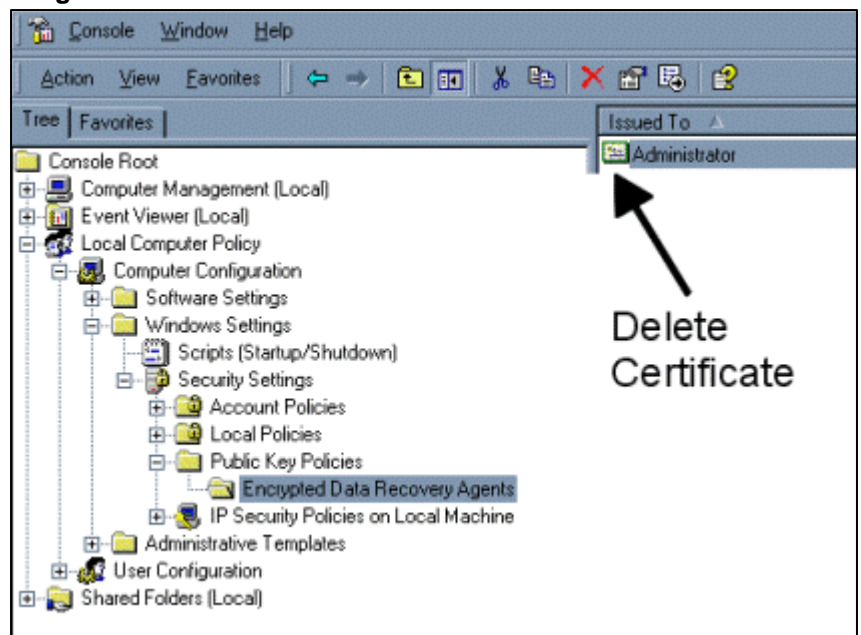 Console Window Help
Action View Favorites
Tree Favorites
Issued To
Console Root
Administrator
Computer Management (Local)
Event Viewer (Local)
Local Computer Policy
Computer Configuration
Software Settings
Windows Settings
Scripts (Startup/Shutdown)
Security Settings
Account Policies
Local Policies
Public Key Policies
Encrypted Data Recovery Agents
IP Security Policies on Local Machine
Administrative Templates
User Configuration
Shared Folders (Local)
Delete
Certificate